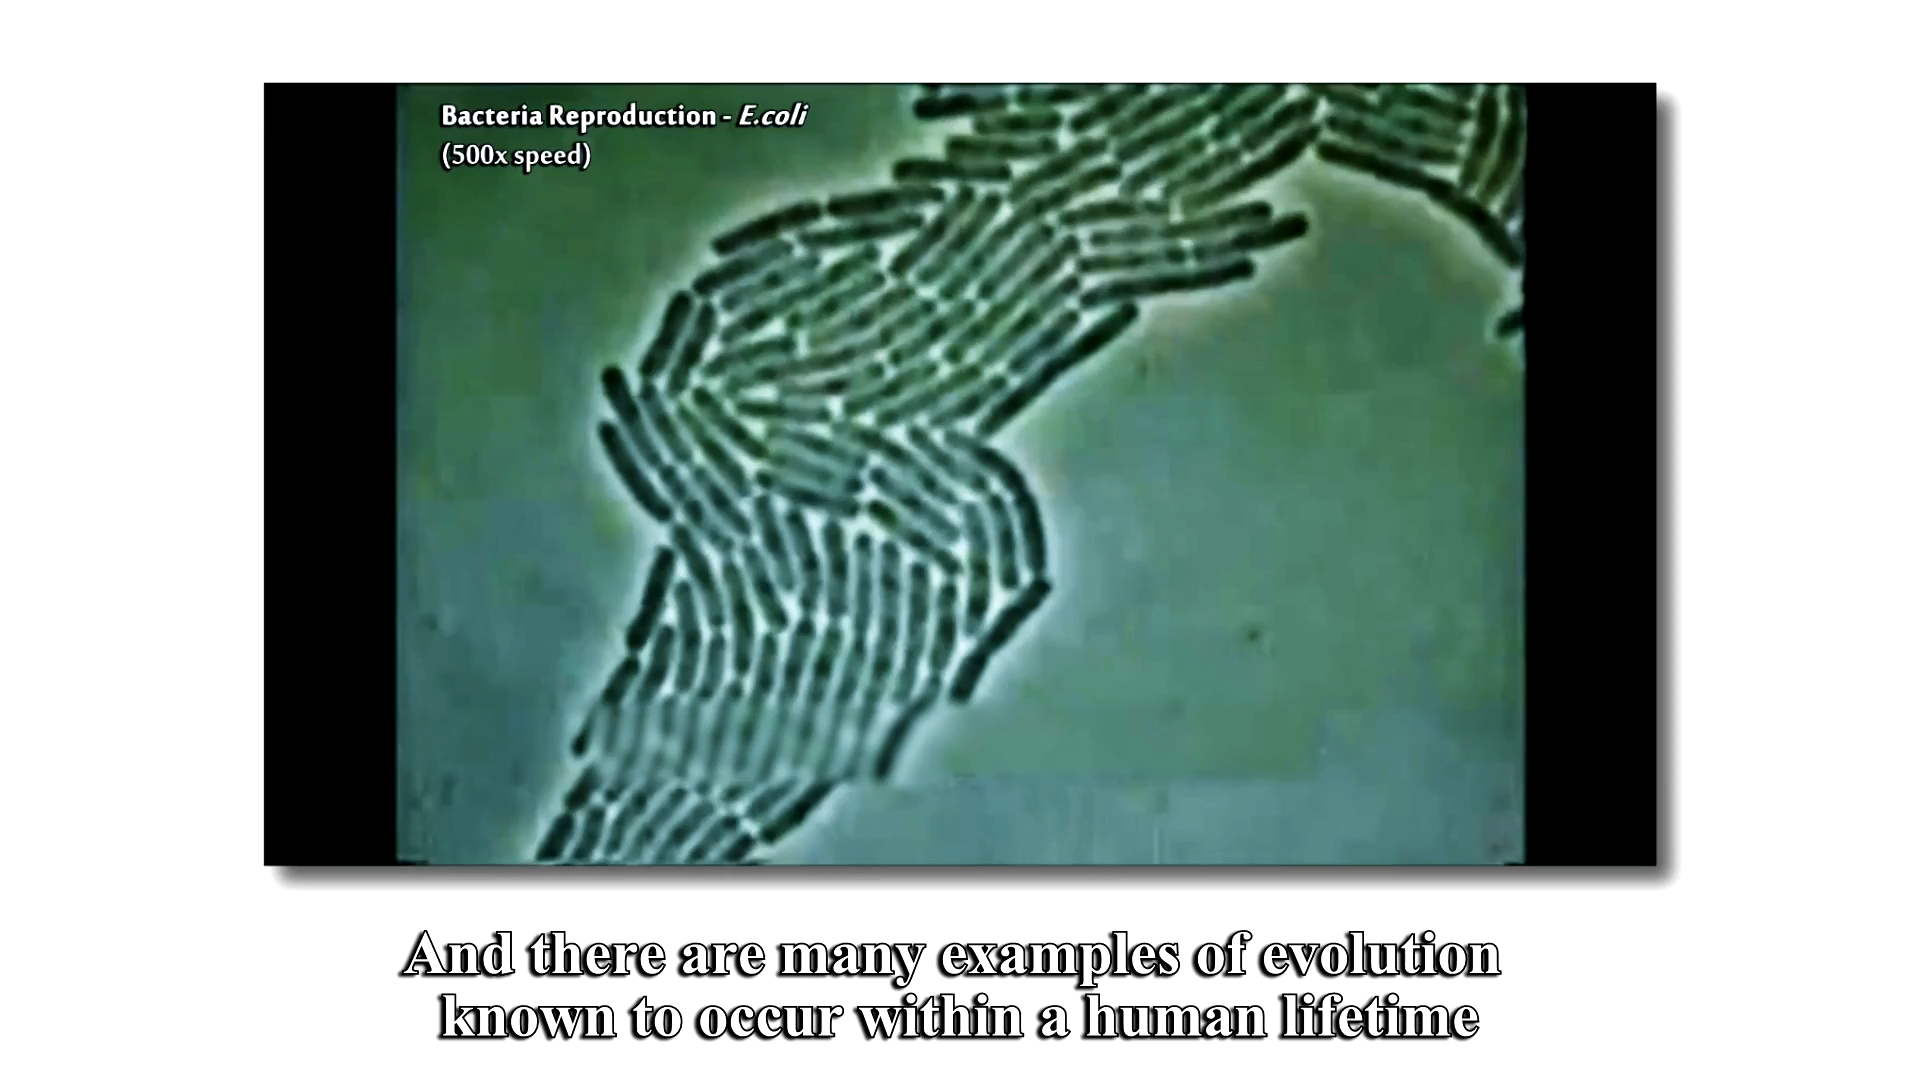 Bacteria Reproduction - E.coli
(500x speed)
And there are many examples of evolution
known to occur within a human lifetime